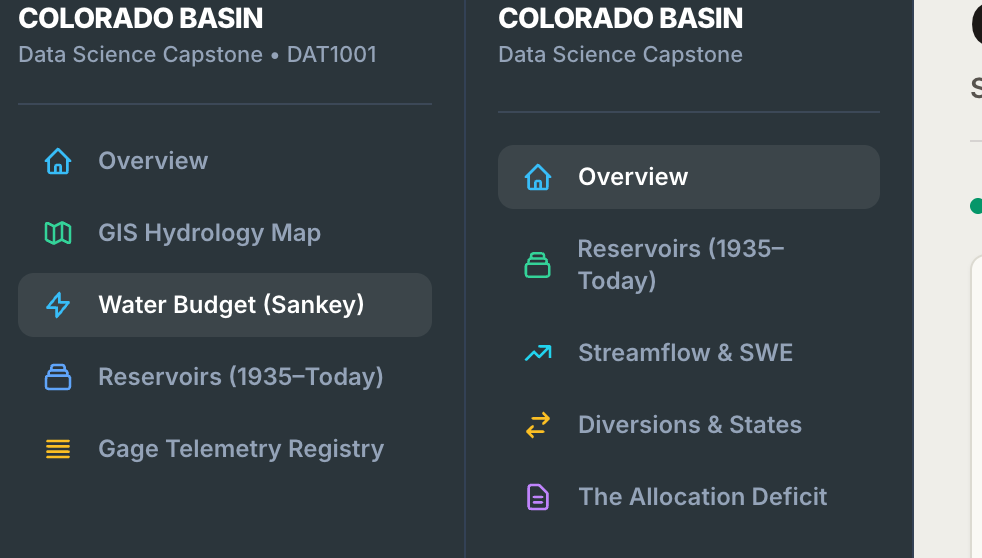 COLORADO BASIN
Data Science Capstone • DAT1001
Overview
GIS Hydrology Map
Water Budget (Sankey)
Reservoirs (1935–Today)
Gage Telemetry Registry
COLORADO BASIN
Data Science Capstone
Overview
Reservoirs (1935–
Today)
Streamflow & SWE
Diversions & States
The Allocation Deficit